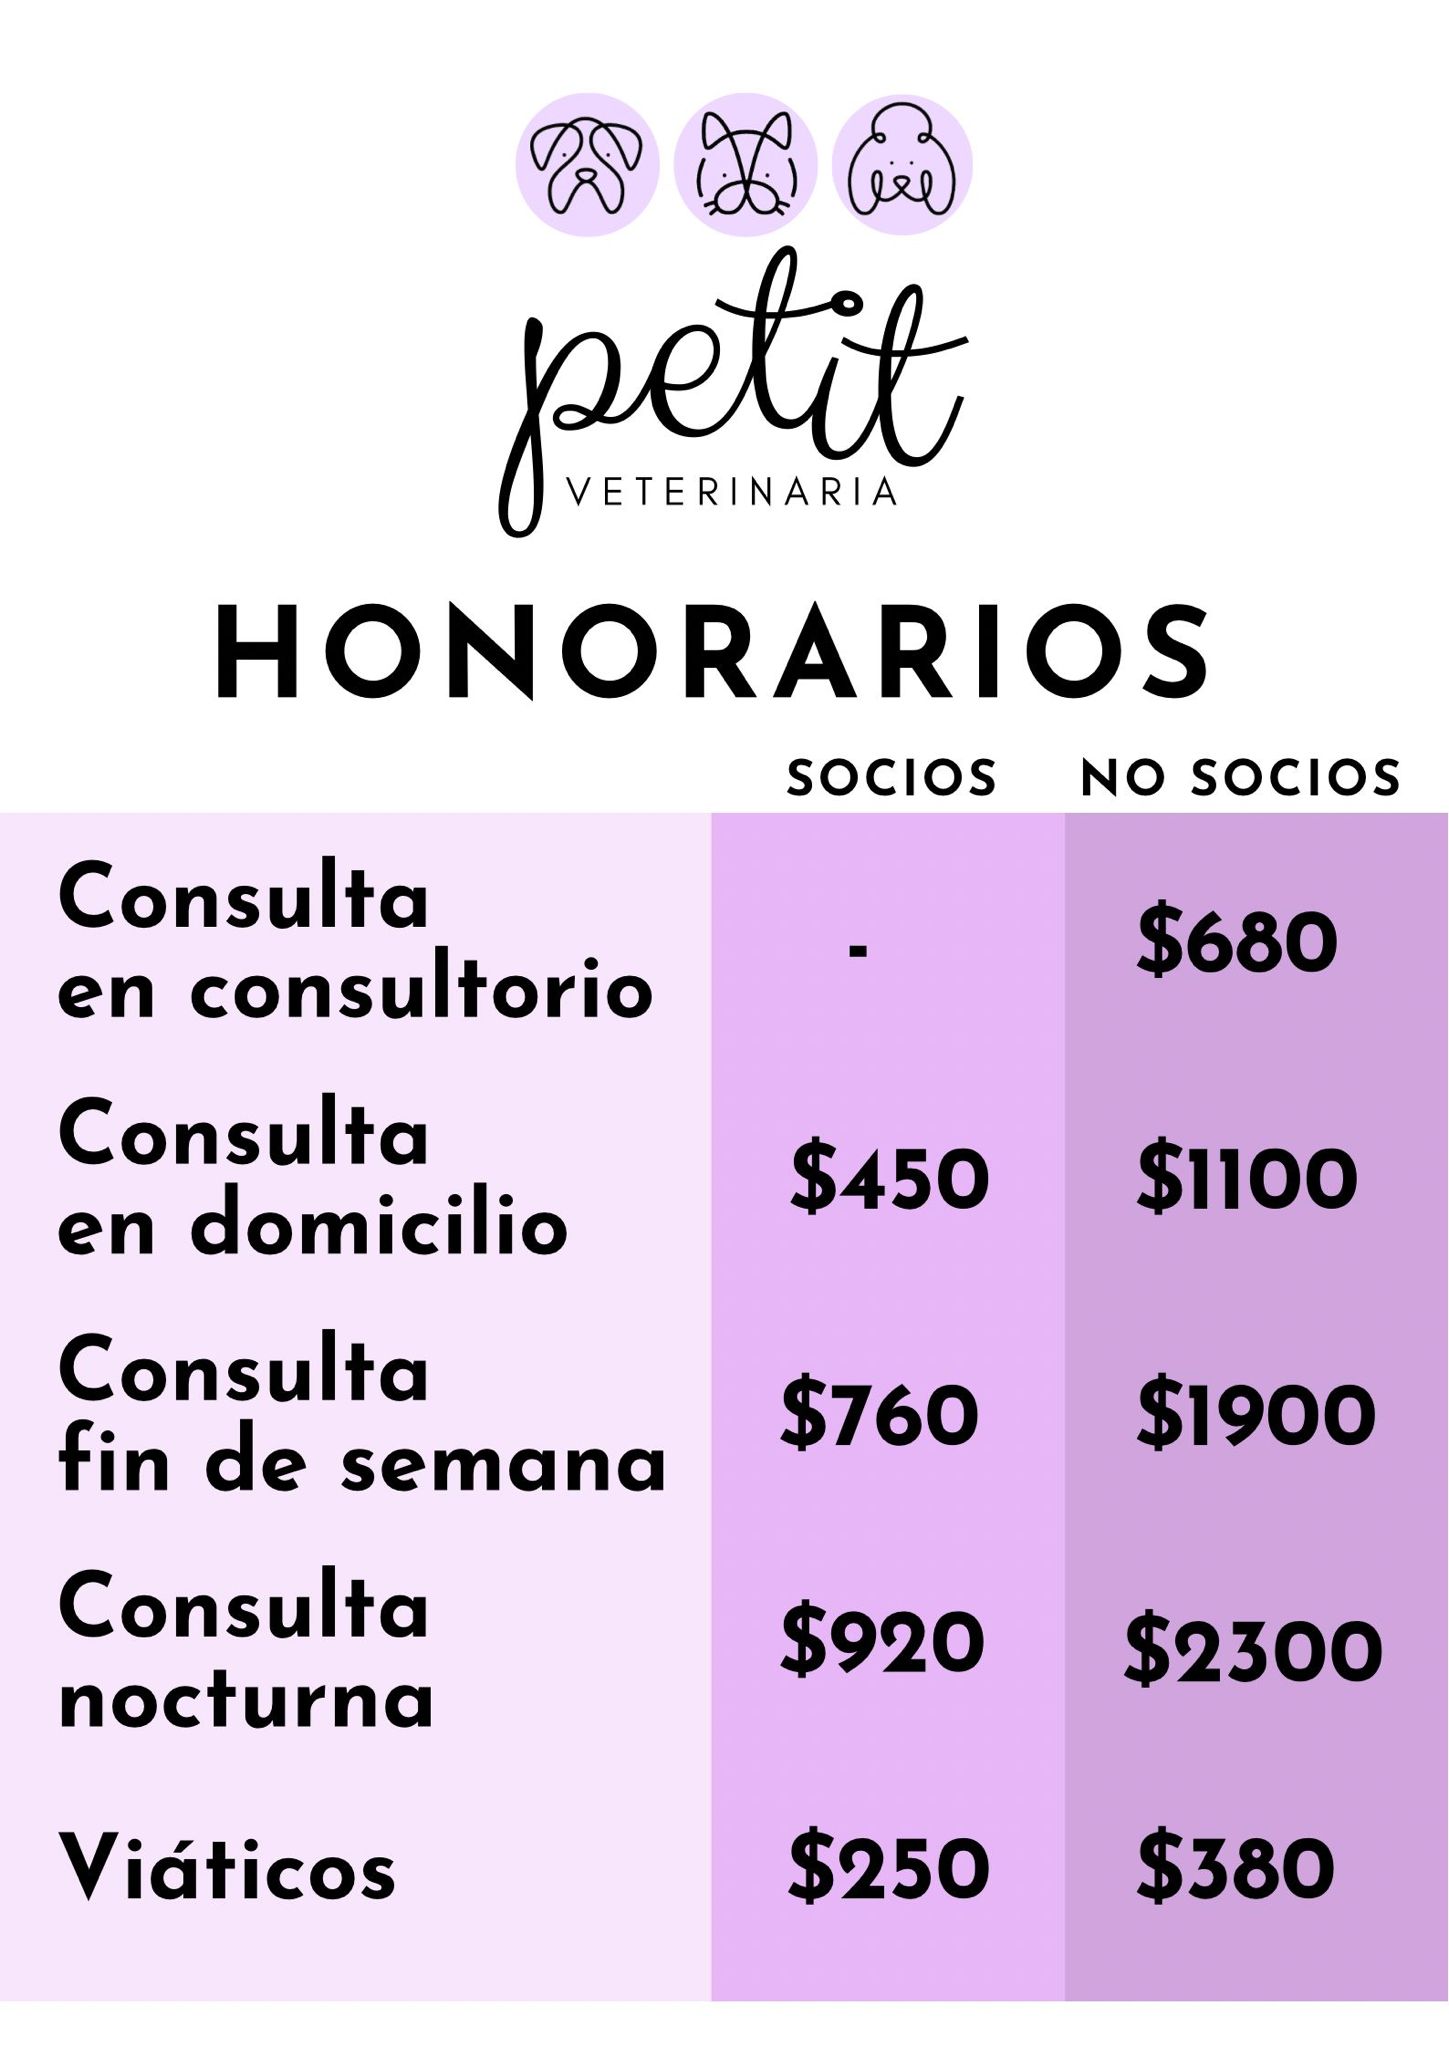 petit
VETERINARIA
HONORARIOS
SOCIOS NO SOCIOS
Consulta
en consultorio - $680
Consulta
en domicilio $450 $1100
Consulta
fin de semana $760 $1900
Consulta
nocturna $920 $2300
Viáticos $250 $380